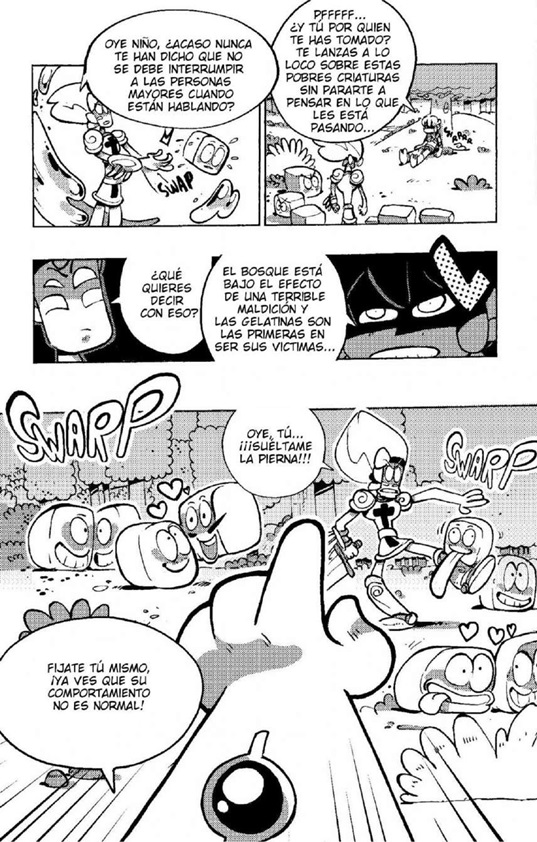 OYE NIÑO, ¿ACASO NUNCA
TE HAN DICHO QUE NO
SE DEBE INTERRUMPIR
A LAS PERSONAS
MAYORES CUANDO
ESTÁN HABLANDO?
SWAP
PFFFFF...
¿Y TÚ POR QUIEN
TE HAS TOMADO?
TE LANZAS A LO
LOCO SOBRE ESTAS
POBRES CRIATURAS
SIN PARARTE A
PENSAR EN LO QUE
LES ESTÁ
PASANDO...
¿QUÉ
QUIERES
DECIR
CON ESO?
EL BOSQUE ESTÁ
BAJO EL EFECTO
DE UNA TERRIBLE
MALDICIÓN Y
LAS GELATINAS SON
LAS PRIMERAS EN
SER SUS VICTIMAS...
SWARP
OYE, TÚ...
¡¡¡SUÉLTAME
LA PIERNA!!!
SWARP
FIJATE TÚ MISMO,
¡YA VES QUE SU
COMPORTAMIENTO
NO ES NORMAL!